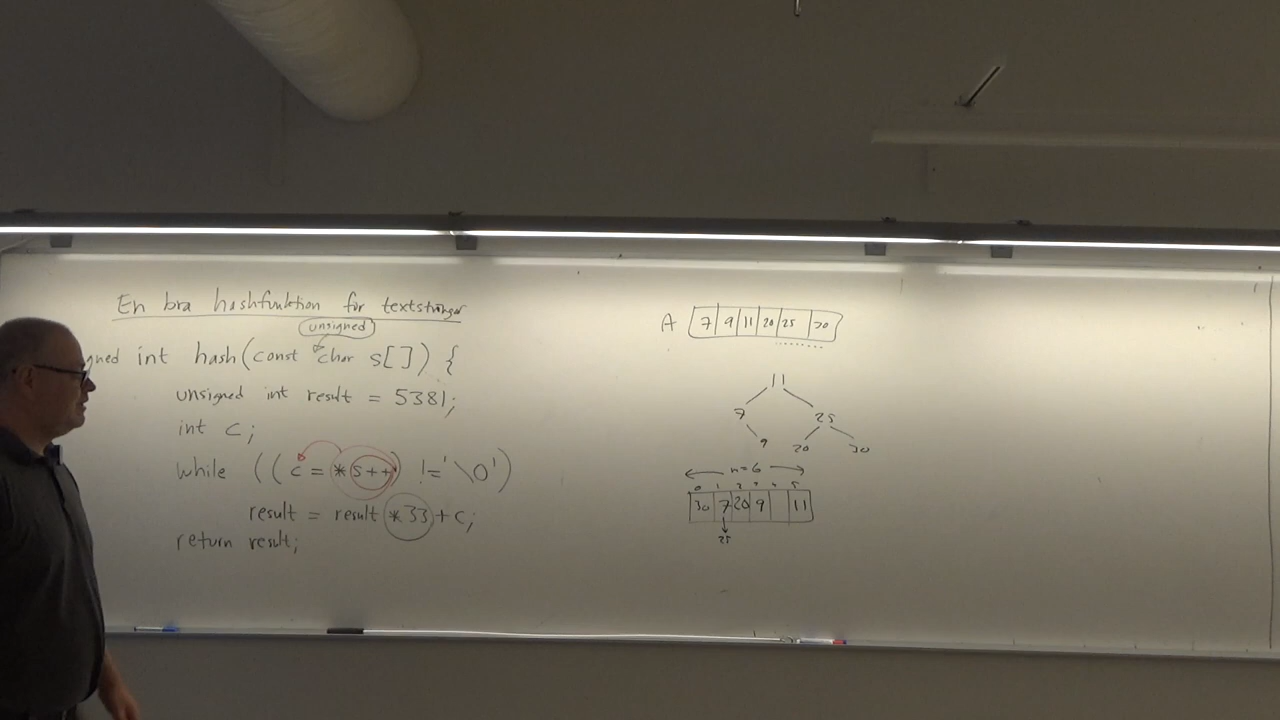 En bra hashfunktion för textsträngar
unsigned
gned int hash(const char s[]) {
unsigned int result = 5381;
int c;
while ((c = *s++) != '\0')
result = result *33 + c;
return result;
A 7 9 11 20 25 30
11
7 25
9 20 30
n=6
0 1 2 3 4 5
30 7 20 9 11
25